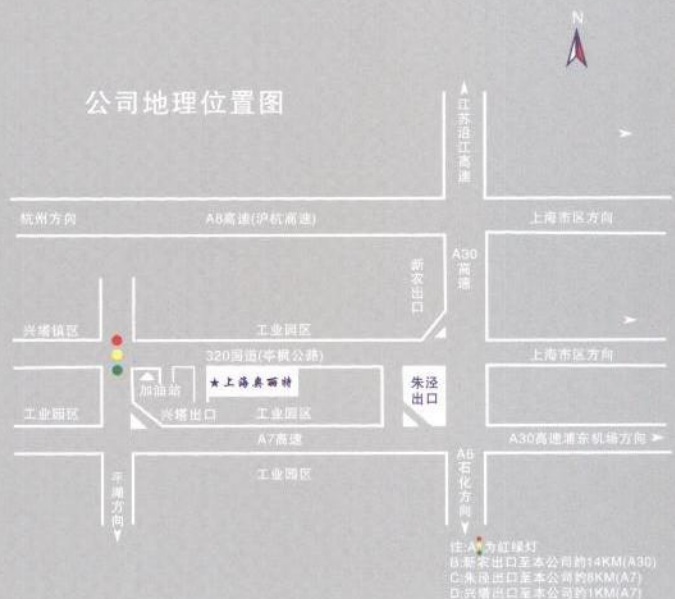 N
公司地理位置图
江苏沿江高速
杭州方向
A8高速(沪杭高速)
上海市区方向
A30高速
新农出口
兴塔镇区
工业园区
320国道(亭枫公路)
上海市区方向
加油站
★上海奥丽特
朱泾出口
工业园区
兴塔出口
工业园区
A7高速
A30高速浦东机场方向
平湖方向
工业园区
A6石化方向
注:A 为红绿灯
B:新农出口至本公司约14KM(A30)
C:朱泾出口至本公司约8KM(A7)
D:兴塔出口至本公司约1KM(A7)